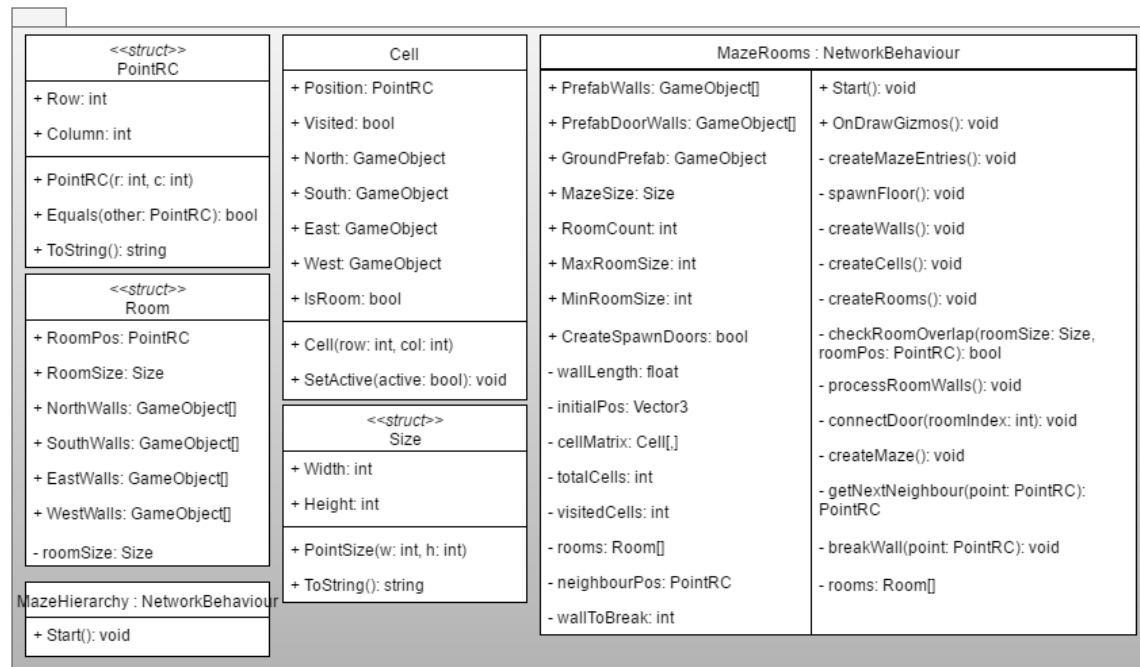 <<struct>>
PointRC
+ Row: int
+ Column: int
+ PointRC(r: int, c: int)
+ Equals(other: PointRC): bool
+ ToString(): string
<<struct>>
Room
+ RoomPos: PointRC
+ RoomSize: Size
+ NorthWalls: GameObject[]
+ SouthWalls: GameObject[]
+ EastWalls: GameObject[]
+ WestWalls: GameObject[]
- roomSize: Size
MazeHierarchy : NetworkBehaviour
+ Start(): void
Cell
+ Position: PointRC
+ Visited: bool
+ North: GameObject
+ South: GameObject
+ East: GameObject
+ West: GameObject
+ IsRoom: bool
+ Cell(row: int, col: int)
+ SetActive(active: bool): void
<<struct>>
Size
+ Width: int
+ Height: int
+ PointSize(w: int, h: int)
+ ToString(): string
MazeRooms : NetworkBehaviour
+ PrefabWalls: GameObject[]
+ PrefabDoorWalls: GameObject[]
+ GroundPrefab: GameObject
+ MazeSize: Size
+ RoomCount: int
+ MaxRoomSize: int
+ MinRoomSize: int
+ CreateSpawnDoors: bool
- wallLength: float
- initialPos: Vector3
- cellMatrix: Cell[,]
- totalCells: int
- visitedCells: int
- rooms: Room[]
- neighbourPos: PointRC
- wallToBreak: int
+ Start(): void
+ OnDrawGizmos(): void
- createMazeEntries(): void
- spawnFloor(): void
- createWalls(): void
- createCells(): void
- createRooms(): void
- checkRoomOverlap(roomSize: Size,
roomPos: PointRC): bool
- processRoomWalls(): void
- connectDoor(roomIndex: int): void
- createMaze(): void
- getNextNeighbour(point: PointRC):
PointRC
- breakWall(point: PointRC): void
- rooms: Room[]